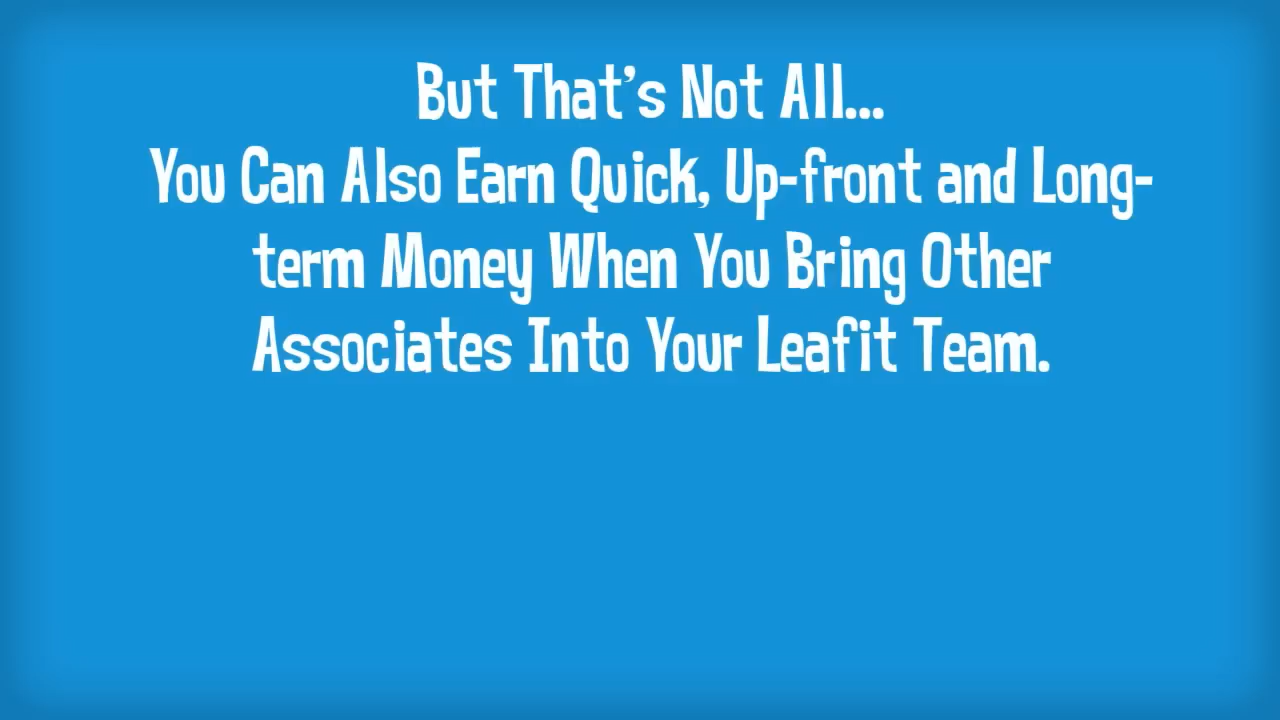 But That's Not All...
You Can Also Earn Quick, Up-front and Long-
term Money When You Bring Other
Associates Into Your Leafit Team.